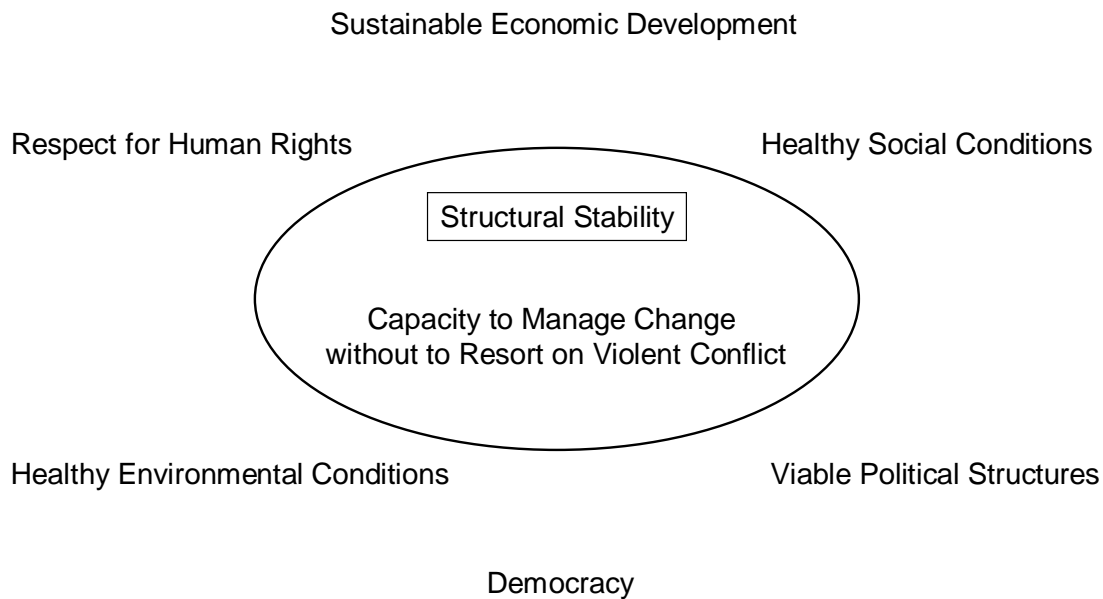 Sustainable Economic Development
Respect for Human Rights
Healthy Social Conditions
Structural Stability
Capacity to Manage Change
without to Resort on Violent Conflict
Healthy Environmental Conditions
Viable Political Structures
Democracy